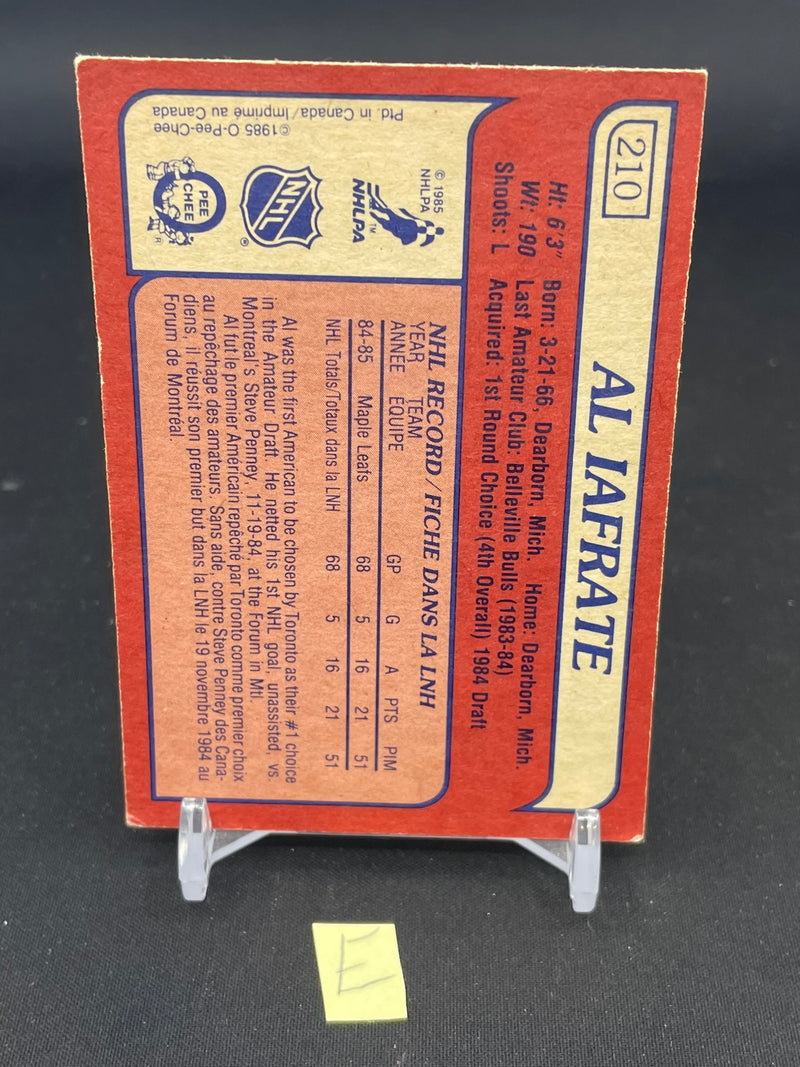 210
AL IAFRATE
Ht: 6'3" Born: 3-21-66, Dearborn, Mich. Home: Dearborn, Mich.
Wt: 190 Last Amateur Club: Belleville Bulls (1983-84)
Shoots: L Acquired: 1st Round Choice (4th Overall) 1984 Draft
© 1985
NHLPA
NHLPA™
NHL ®
PEE
CHEE
®
©1985 O-Pee-Chee
Ptd. in Canada/Imprimé au Canada
NHL RECORD / FICHE DANS LA LNH
YEAR TEAM
ANNÉE ÉQUIPE GP G A PTS PIM
84-85 Maple Leafs 68 5 16 21 51
NHL Totals/Totaux dans la LNH 68 5 16 21 51
Al was the first American to be chosen by Toronto as their #1 choice
in the Amateur Draft. He netted his 1st NHL goal, unassisted, vs.
Montreal's Steve Penney, 11-19-84, at the Forum in Mtl.
Al fut le premier Americain repêché par Toronto comme premier choix
au repêchage des amateurs. Sans aide, contre Steve Penney des Cana-
diens, il réussit son premier but dans la LNH le 19 novembre 1984 au
Forum de Montréal.
E